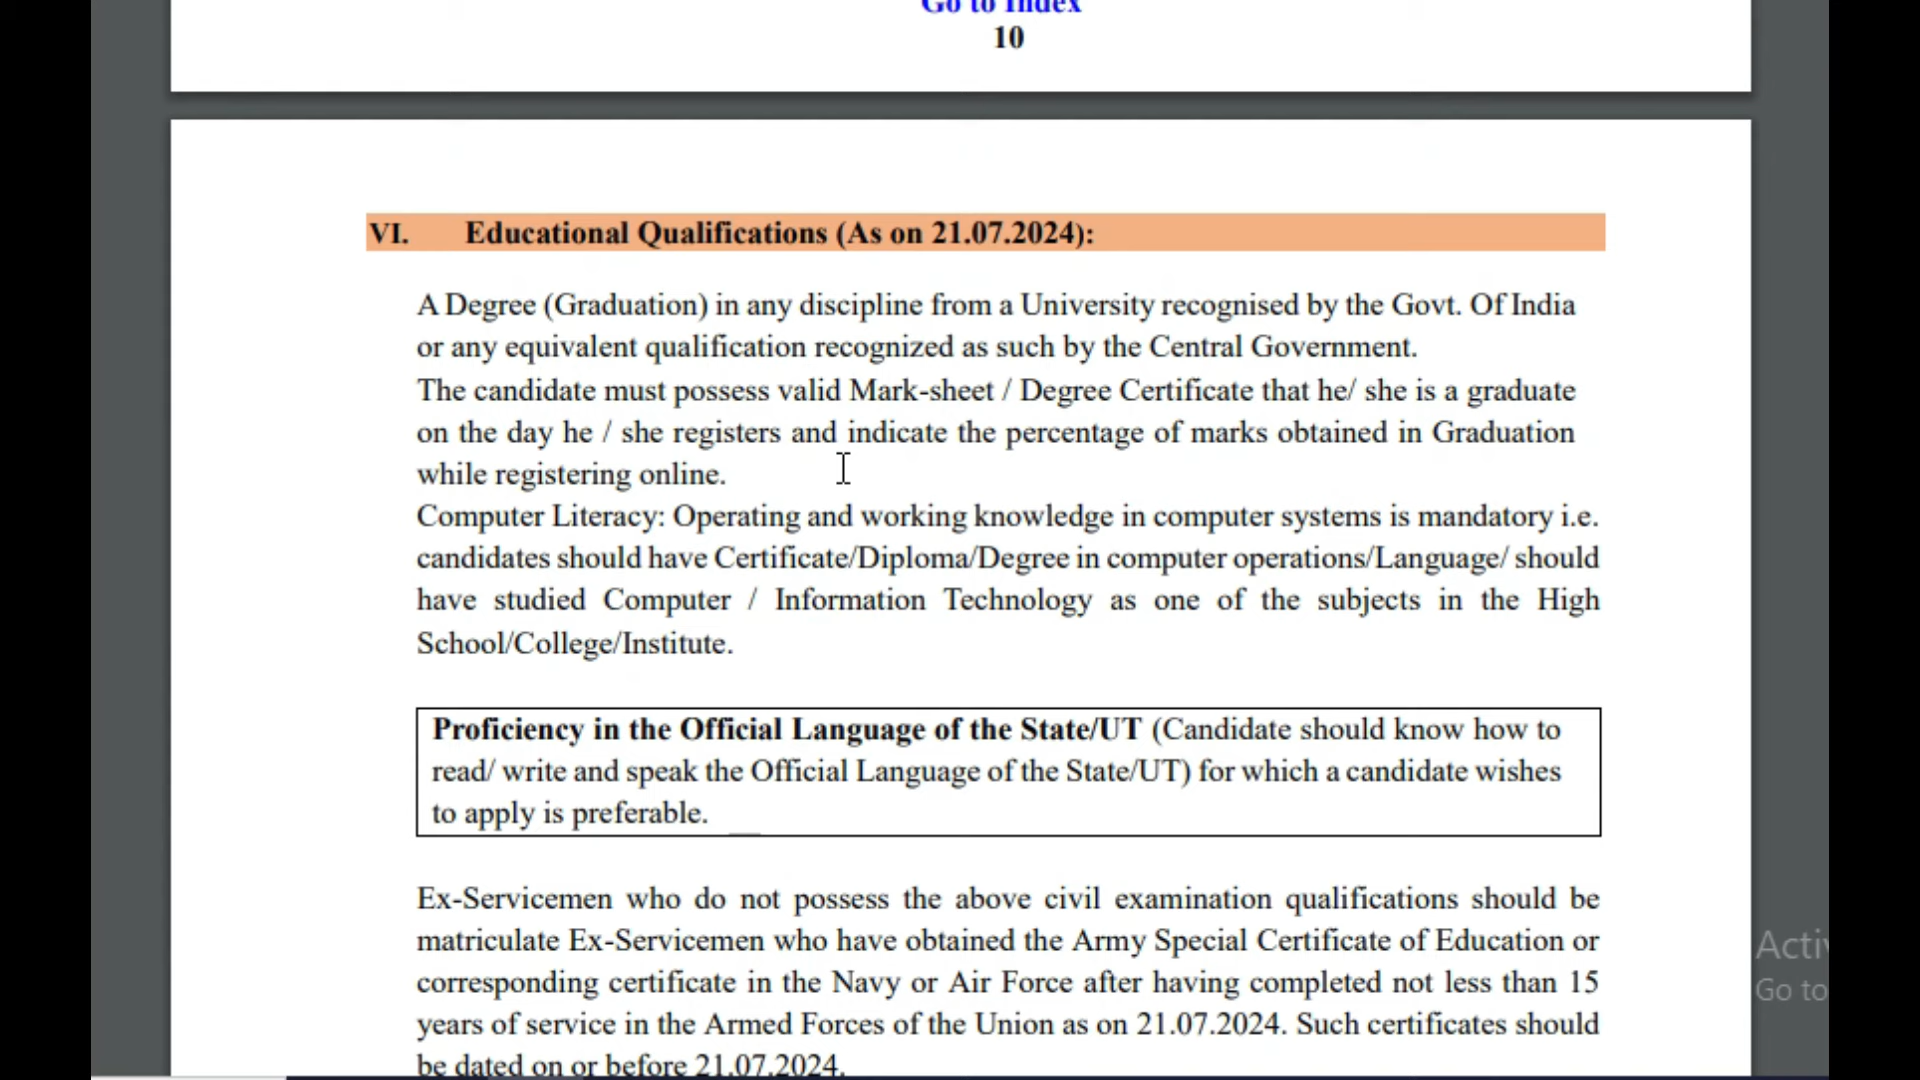 Go to Index
10
VI. Educational Qualifications (As on 21.07.2024):
A Degree (Graduation) in any discipline from a University recognised by the Govt. Of India
or any equivalent qualification recognized as such by the Central Government.
The candidate must possess valid Mark-sheet / Degree Certificate that he/ she is a graduate
on the day he / she registers and indicate the percentage of marks obtained in Graduation
while registering online.
Computer Literacy: Operating and working knowledge in computer systems is mandatory i.e.
candidates should have Certificate/Diploma/Degree in computer operations/Language/ should
have studied Computer / Information Technology as one of the subjects in the High
School/College/Institute.
Proficiency in the Official Language of the State/UT (Candidate should know how to
read/ write and speak the Official Language of the State/UT) for which a candidate wishes
to apply is preferable.
Ex-Servicemen who do not possess the above civil examination qualifications should be
matriculate Ex-Servicemen who have obtained the Army Special Certificate of Education or
corresponding certificate in the Navy or Air Force after having completed not less than 15
years of service in the Armed Forces of the Union as on 21.07.2024. Such certificates should
be dated on or before 21.07.2024.
Go to